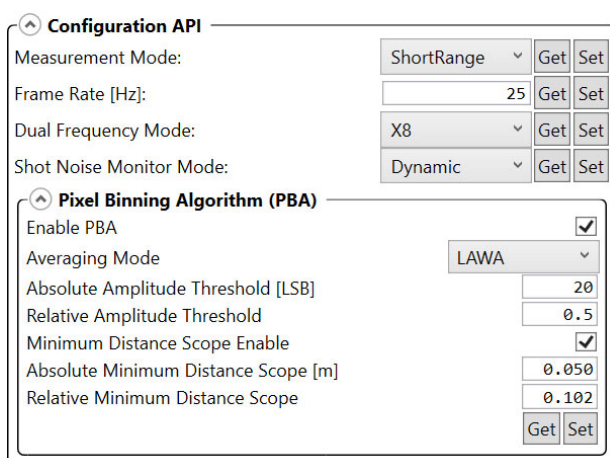 Configuration API
Measurement Mode: ShortRange Get Set
Frame Rate [Hz]: 25 Get Set
Dual Frequency Mode: X8 Get Set
Shot Noise Monitor Mode: Dynamic Get Set
Pixel Binning Algorithm (PBA)
Enable PBA
Averaging Mode LAWA
Absolute Amplitude Threshold [LSB] 20
Relative Amplitude Threshold 0.5
Minimum Distance Scope Enable
Absolute Minimum Distance Scope [m] 0.050
Relative Minimum Distance Scope 0.102
Get Set